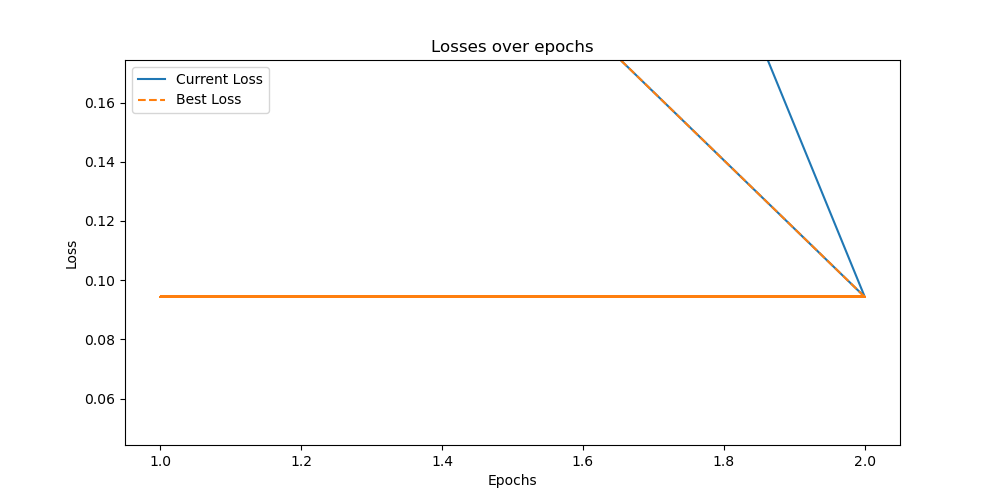 Losses over epochs
Current Loss
Best Loss
0.16
0.14
0.12
0.10
0.08
0.06
Loss
1.0 1.2 1.4 1.6 1.8 2.0
Epochs